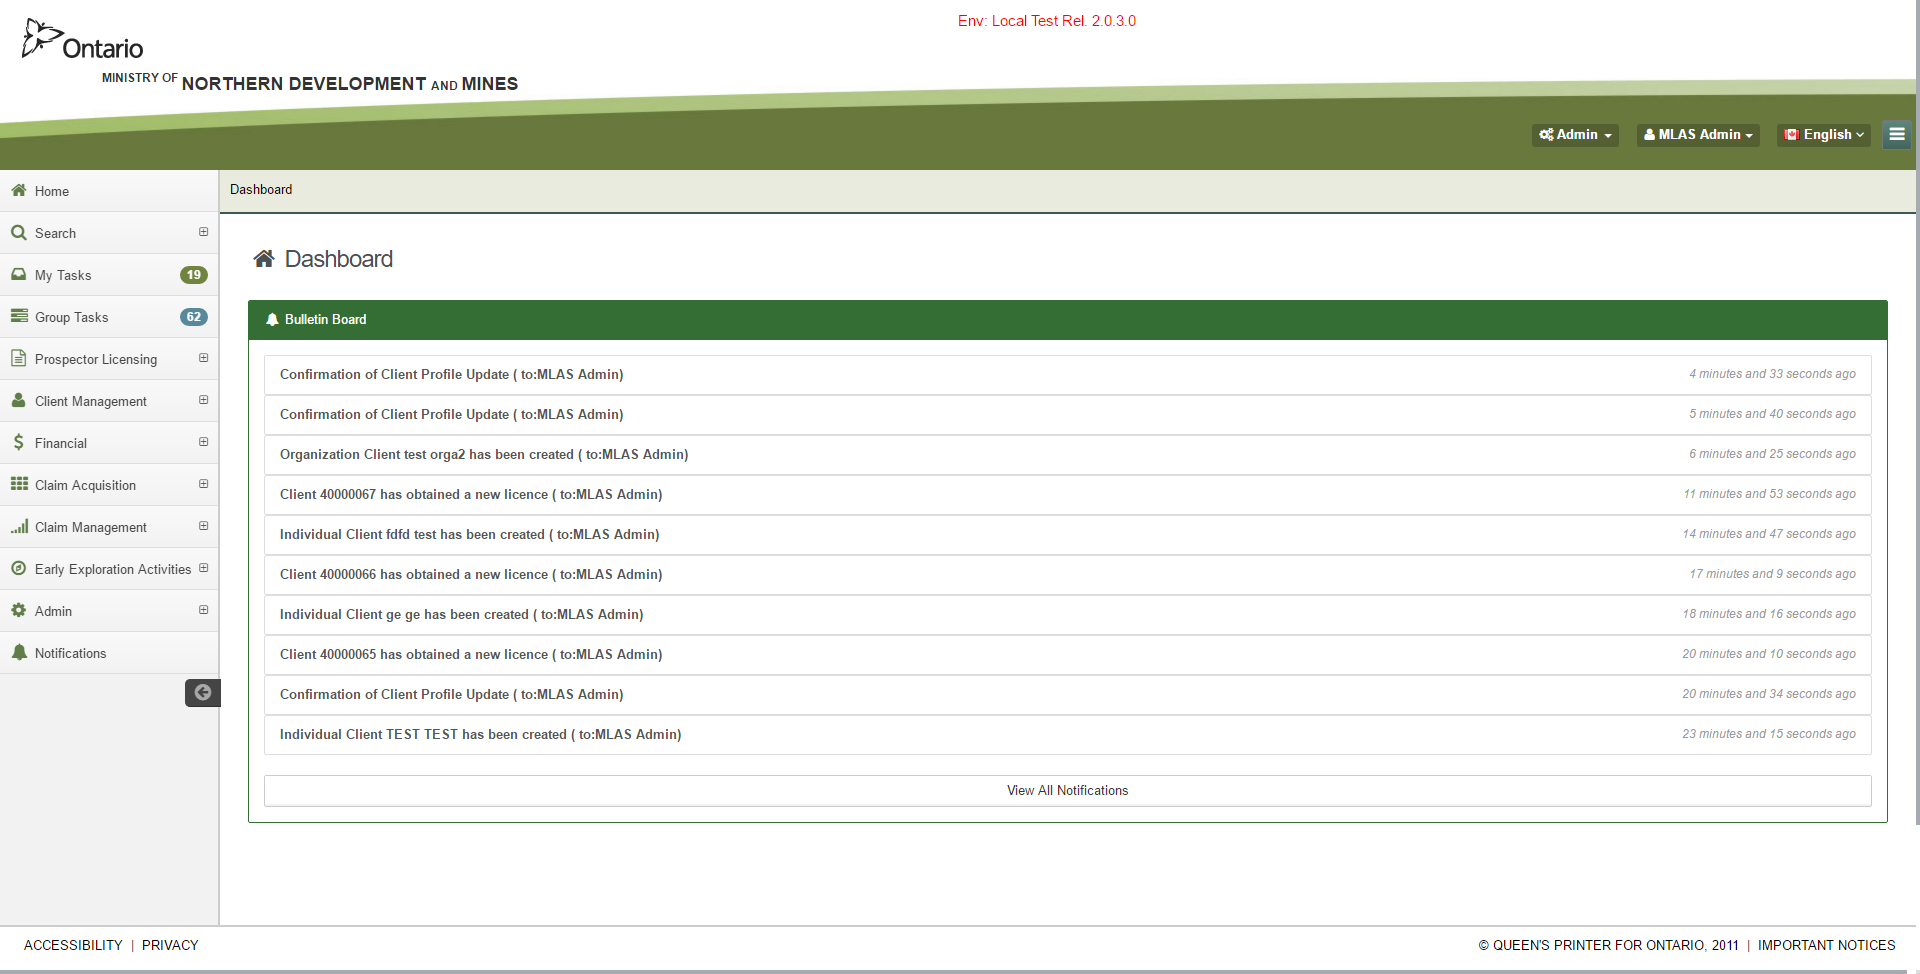 Env: Local Test Rel. 2.0.3.0
Ontario
MINISTRY OF NORTHERN DEVELOPMENT AND MINES
Admin
MLAS Admin
English
Home
Search
My Tasks 19
Group Tasks 62
Prospector Licensing
Client Management
Financial
Claim Acquisition
Claim Management
Early Exploration Activities
Admin
Notifications
Dashboard
Dashboard
Bulletin Board
Confirmation of Client Profile Update ( to:MLAS Admin) 4 minutes and 33 seconds ago
Confirmation of Client Profile Update ( to:MLAS Admin) 5 minutes and 40 seconds ago
Organization Client test orga2 has been created ( to:MLAS Admin) 6 minutes and 25 seconds ago
Client 40000067 has obtained a new licence ( to:MLAS Admin) 11 minutes and 53 seconds ago
Individual Client fdfd test has been created ( to:MLAS Admin) 14 minutes and 47 seconds ago
Client 40000066 has obtained a new licence ( to:MLAS Admin) 17 minutes and 9 seconds ago
Individual Client ge ge has been created ( to:MLAS Admin) 18 minutes and 16 seconds ago
Client 40000065 has obtained a new licence ( to:MLAS Admin) 20 minutes and 10 seconds ago
Confirmation of Client Profile Update ( to:MLAS Admin) 20 minutes and 34 seconds ago
Individual Client TEST TEST has been created ( to:MLAS Admin) 23 minutes and 15 seconds ago
View All Notifications
ACCESSIBILITY | PRIVACY
© QUEEN'S PRINTER FOR ONTARIO, 2011 | IMPORTANT NOTICES